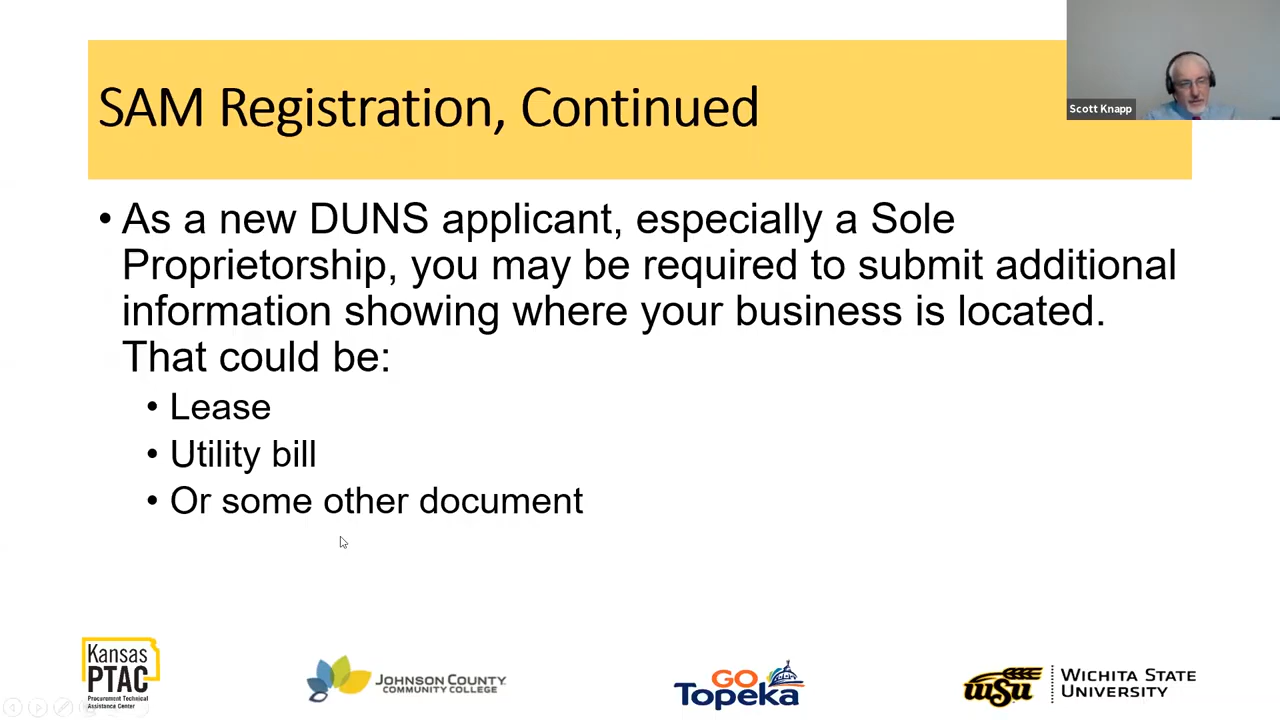 SAM Registration, Continued
Scott Knapp
• As a new DUNS applicant, especially a Sole
Proprietorship, you may be required to submit additional
information showing where your business is located.
That could be:
• Lease
• Utility bill
• Or some other document
Kansas
PTAC
Procurement Technical
Assistance Center
JOHNSON COUNTY
COMMUNITY COLLEGE
GO
Topeka
WSU
WICHITA STATE
UNIVERSITY